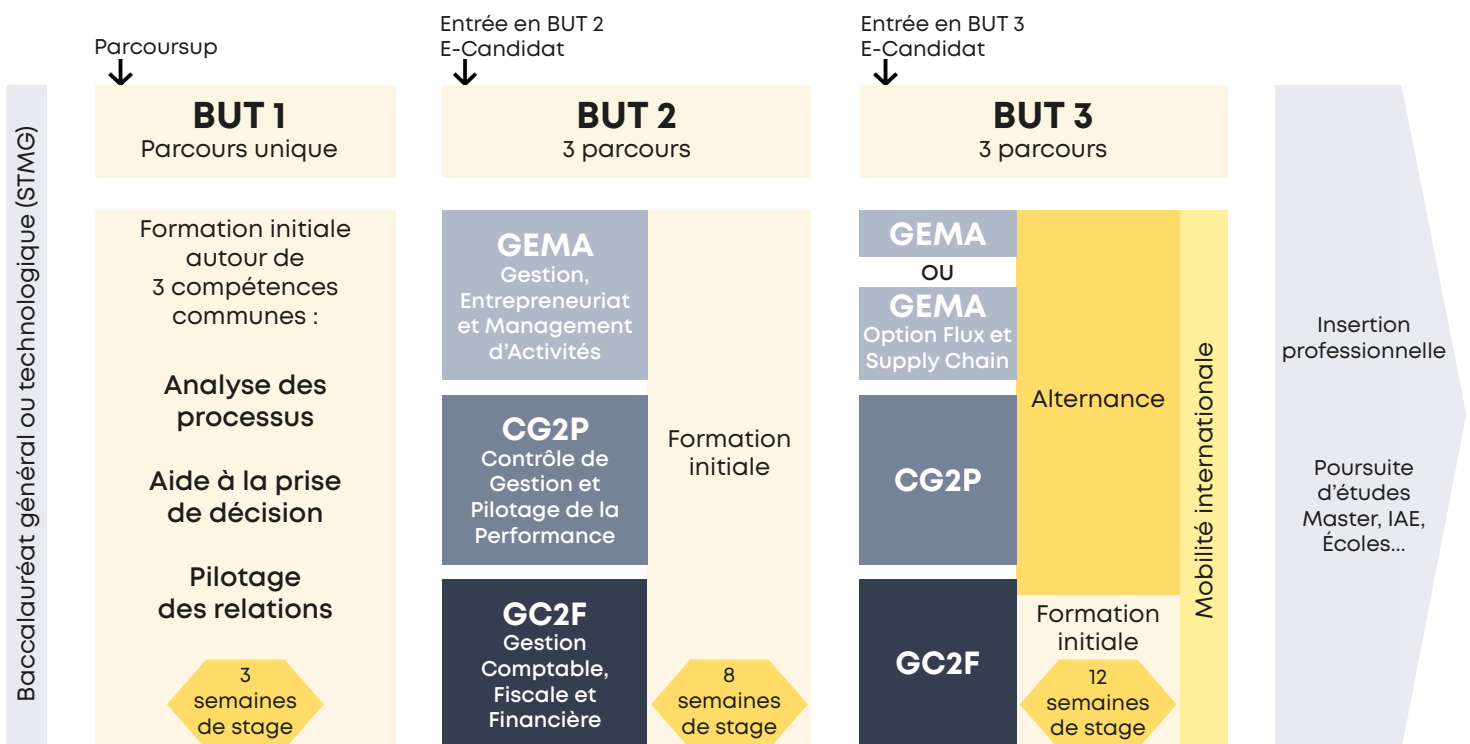 Baccalauréat général ou technologique (STMG)
Parcoursup
BUT 1
Parcours unique
Formation initiale
autour de
3 compétences
communes :
Analyse des
processus
Aide à la prise
de décision
Pilotage
des relations
3
semaines
de stage
Entrée en BUT 2
E-Candidat
BUT 2
3 parcours
GEMA
Gestion,
Entrepreneuriat
et Management
d'Activités
CG2P
Contrôle de
Gestion et
Pilotage de la
Performance
GC2F
Gestion
Comptable,
Fiscale et
Financière
Formation
initiale
8
semaines
de stage
Entrée en BUT 3
E-Candidat
BUT 3
3 parcours
GEMA
OU
GEMA
Option Flux et
Supply Chain
CG2P
GC2F
Alternance
Formation
initiale
12
semaines
de stage
Mobilité internationale
Insertion
professionnelle
Poursuite
d'études
Master, IAE,
Écoles...